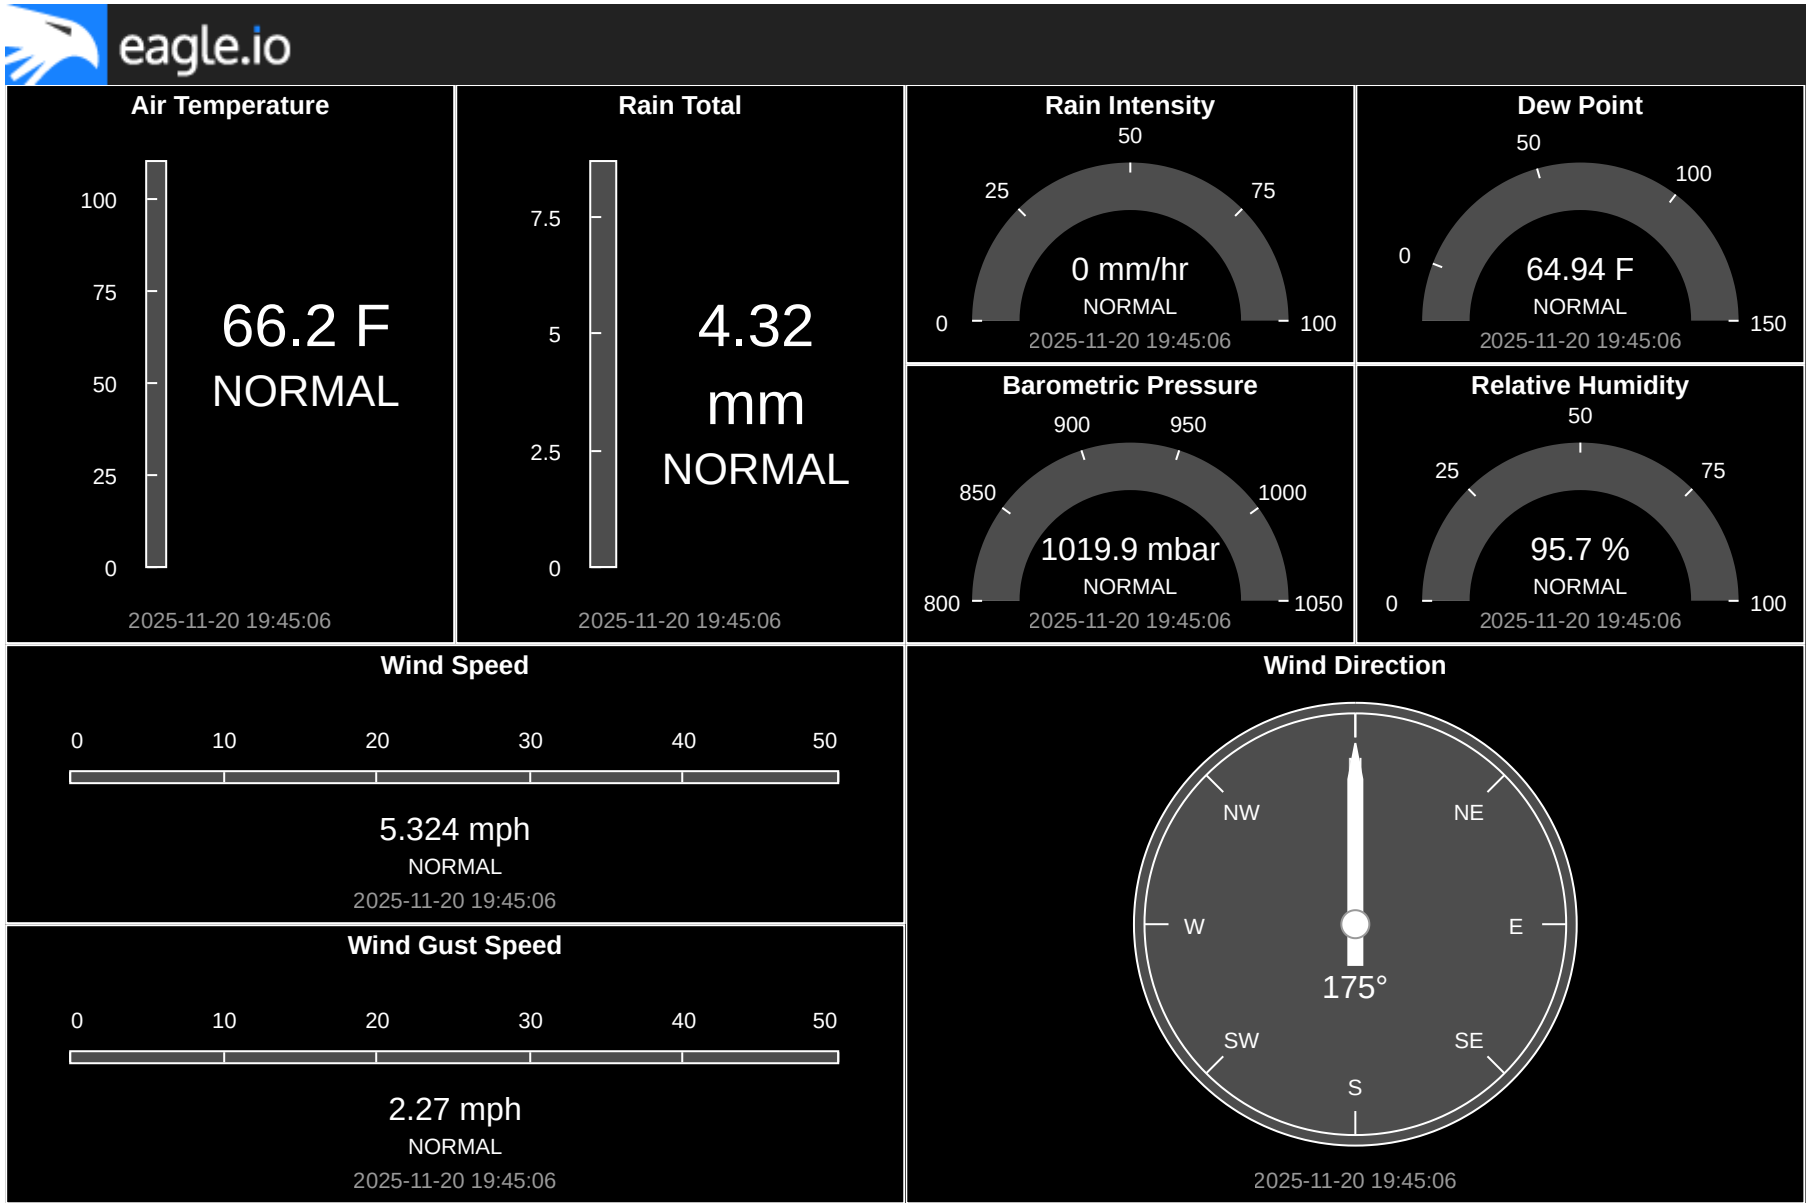 eagle.io
Air Temperature
100
75
50
25
0
66.2 F
NORMAL
2025-11-20 19:45:06
Rain Total
7.5
5
2.5
0
4.32
mm
NORMAL
2025-11-20 19:45:06
Rain Intensity
0
25
50
75
100
0 mm/hr
NORMAL
2025-11-20 19:45:06
Dew Point
0
50
100
150
64.94 F
NORMAL
2025-11-20 19:45:06
Barometric Pressure
800
850
900
950
1000
1050
1019.9 mbar
NORMAL
2025-11-20 19:45:06
Relative Humidity
0
25
50
75
100
95.7 %
NORMAL
2025-11-20 19:45:06
Wind Speed
0 10 20 30 40 50
5.324 mph
NORMAL
2025-11-20 19:45:06
Wind Gust Speed
0 10 20 30 40 50
2.27 mph
NORMAL
2025-11-20 19:45:06
Wind Direction
NW NE
W E
175°
SW SE
S
2025-11-20 19:45:06